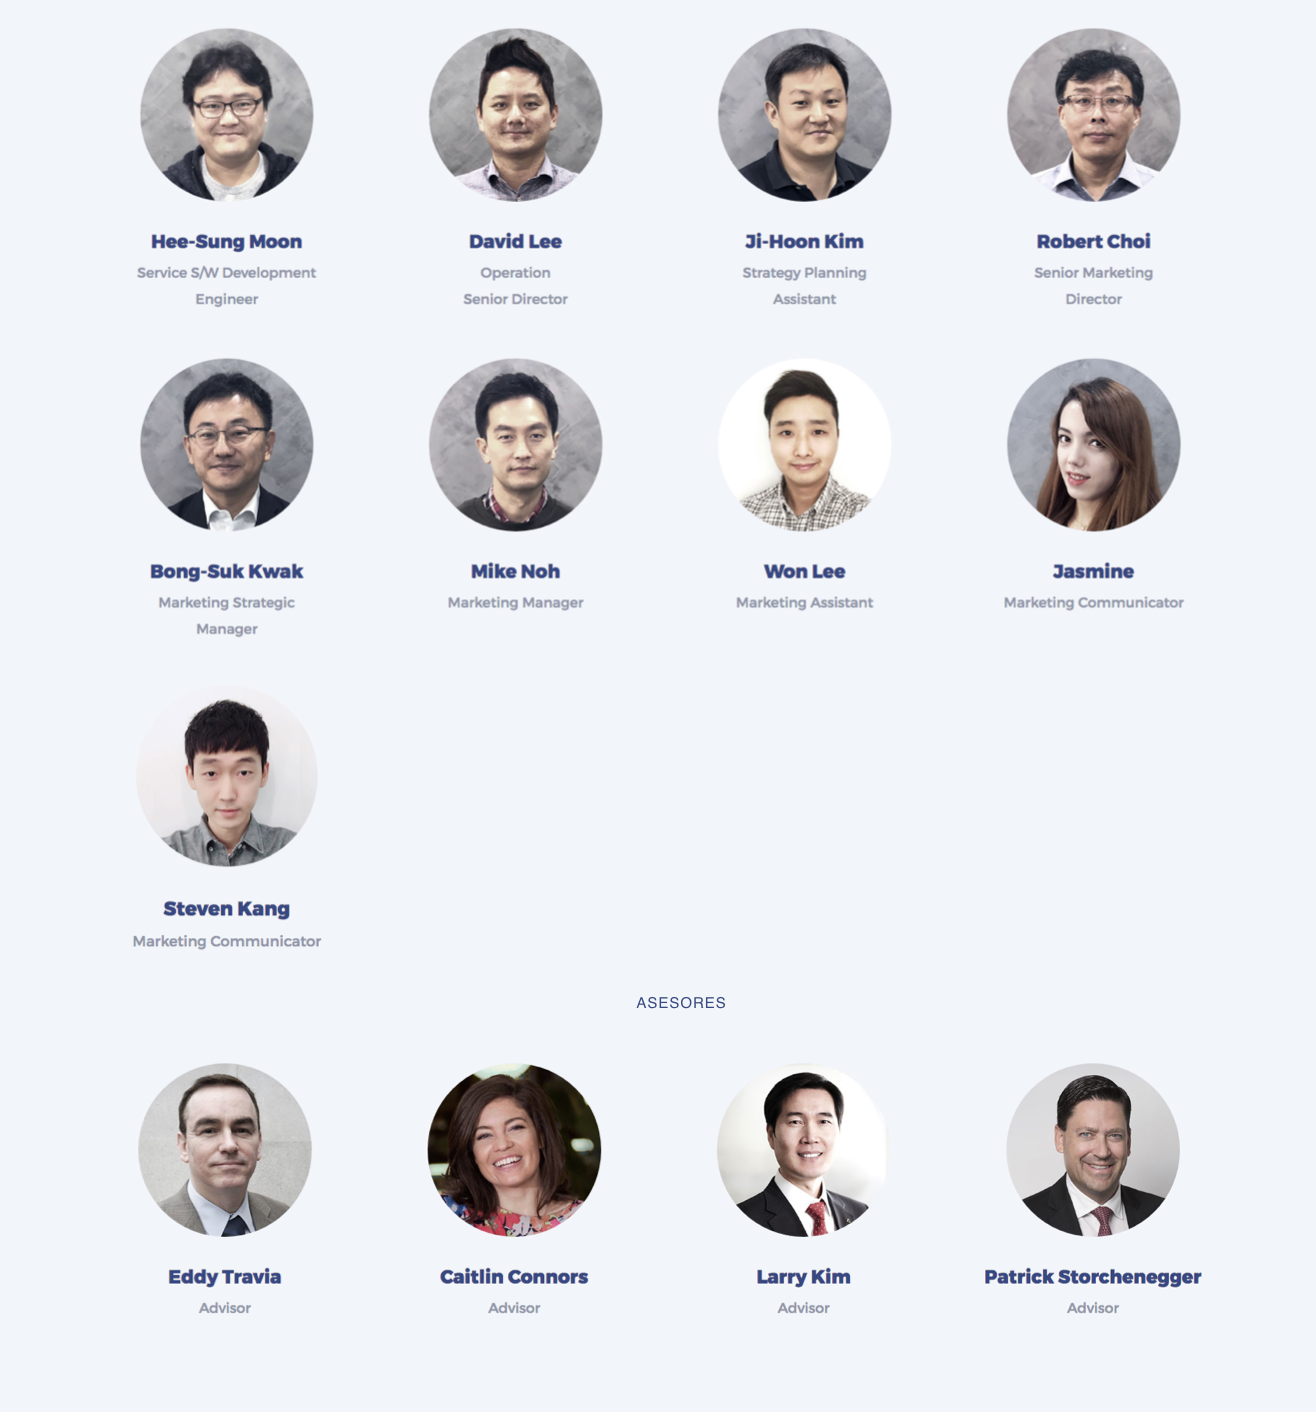 Hee-Sung Moon
Service S/W Development
Engineer
David Lee
Operation
Senior Director
Ji-Hoon Kim
Strategy Planning
Assistant
Robert Choi
Senior Marketing
Director
Bong-Suk Kwak
Marketing Strategic
Manager
Mike Noh
Marketing Manager
Won Lee
Marketing Assistant
Jasmine
Marketing Communicator
Steven Kang
Marketing Communicator
ASESORES
Eddy Travia
Advisor
Caitlin Connors
Advisor
Larry Kim
Advisor
Patrick Storchenegger
Advisor